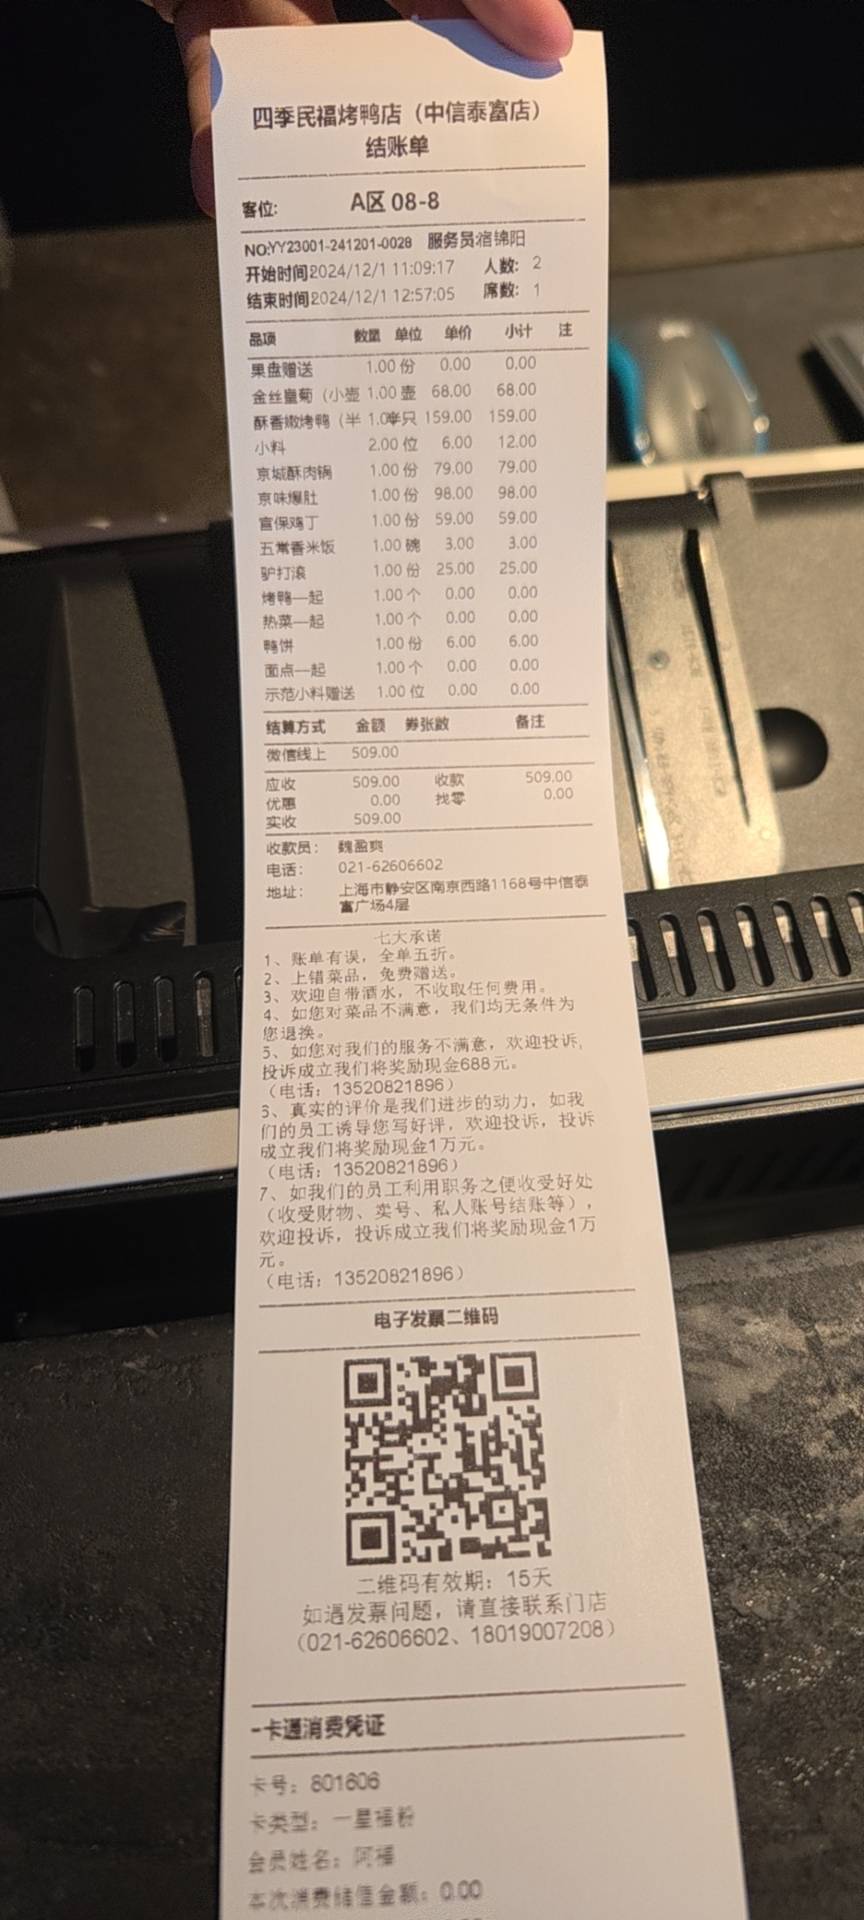 四季民福烤鸭店（中信泰富店）
结账单
客位: A区 08-8
NO:YY23001-241201-0028 服务员:宿锦阳
开始时间2024/12/1 11:09:17 人数: 2
结束时间2024/12/1 12:57:05 席数: 1
品项 数量 单位 单价 小计 注
果盘赠送 1.00 份 0.00 0.00
金丝皇菊（小壶 1.00 壶 68.00 68.00
酥香嫩烤鸭（半 1.00半只 159.00 159.00
小料 2.00 位 6.00 12.00
京城酥肉锅 1.00 份 79.00 79.00
京味爆肚 1.00 份 98.00 98.00
宫保鸡丁 1.00 份 59.00 59.00
五常香米饭 1.00 碗 3.00 3.00
驴打滚 1.00 份 25.00 25.00
烤鸭一起 1.00 个 0.00 0.00
热菜一起 1.00 个 0.00 0.00
鸭饼 1.00 份 6.00 6.00
面点一起 1.00 个 0.00 0.00
示范小料赠送 1.00 位 0.00 0.00
结算方式 金额 券张数 备注
微信线上 509.00
应收 509.00 收款 509.00
优惠 0.00 找零 0.00
实收 509.00
收款员: 魏盈爽
电话: 021-62606602
地址: 上海市静安区南京西路1168号中信泰
富广场4层
七大承诺
1、账单有误，全单五折。
2、上错菜品，免费赠送。
3、欢迎自带酒水，不收取任何费用。
4、如您对菜品不满意，我们均无条件为
您退换。
5、如您对我们的服务不满意，欢迎投诉，
投诉成立我们将奖励现金688元。
（电话：13520821896）
6、真实的评价是我们进步的动力，如我
们的员工诱导您写好评，欢迎投诉，投诉
成立我们将奖励现金1万元。
（电话：13520821896）
7、如我们的员工利用职务之便收受好处
（收受财物、卖号、私人账号结账等），
欢迎投诉，投诉成立我们将奖励现金1万
元。
（电话：13520821896）
电子发票二维码
二维码有效期：15天
如遇发票问题，请直接联系门店
（021-62606602、18019007208）
一卡通消费凭证
卡号：801606
卡类型：一星福粉
会员姓名：阿福
本次消费储值金额：0.00